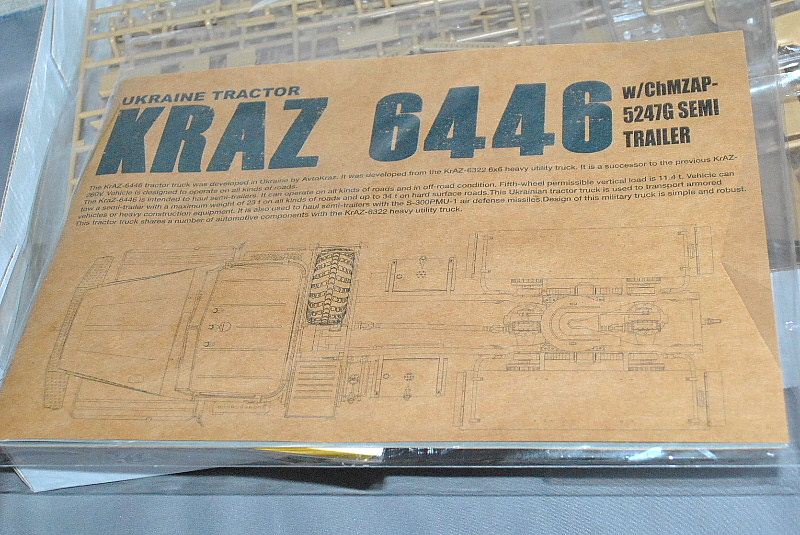 UKRAINE TRACTOR
KRAZ 6446
w/ChMZAP-
5247G SEMI
TRAILER
The KrAZ-6446 tractor truck was developed in Ukraine by AvtoKraz. It was developed from the KrAZ-6322 6x6 heavy utility truck. It is a successor to the previous KrAZ-
260V. Vehicle is designed to operate on all kinds of roads.
The KraZ-6446 is intended to haul semi-trailers. It can operate on all kinds of roads and in off-road condition. Fifth-wheel permissible vertical load is 11.4 t. Vehicle can
tow a semi-trailer with a maximum weight of 23 t on all kinds of roads and up to 34 t on hard surface roads.This Ukrainian tractor truck is used to transport armored
vehicles or heavy construction equipment. It is also used to haul semi-trailers with the S-300PMU-1 air defense missiles.Design of this military truck is simple and robust.
This tractor truck shares a number of automotive components with the KrAZ-6322 heavy utility truck.